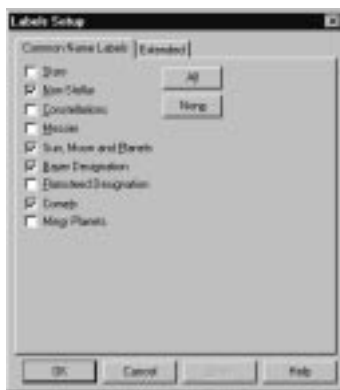 Labels Setup
Common Name Labels Extended
Stars
All
Non-Stellar
None
Constellations
Messier
Sun, Moon and Planets
Bayer Designation
Flamsteed Designation
Comets
Minor Planets
OK Cancel Help